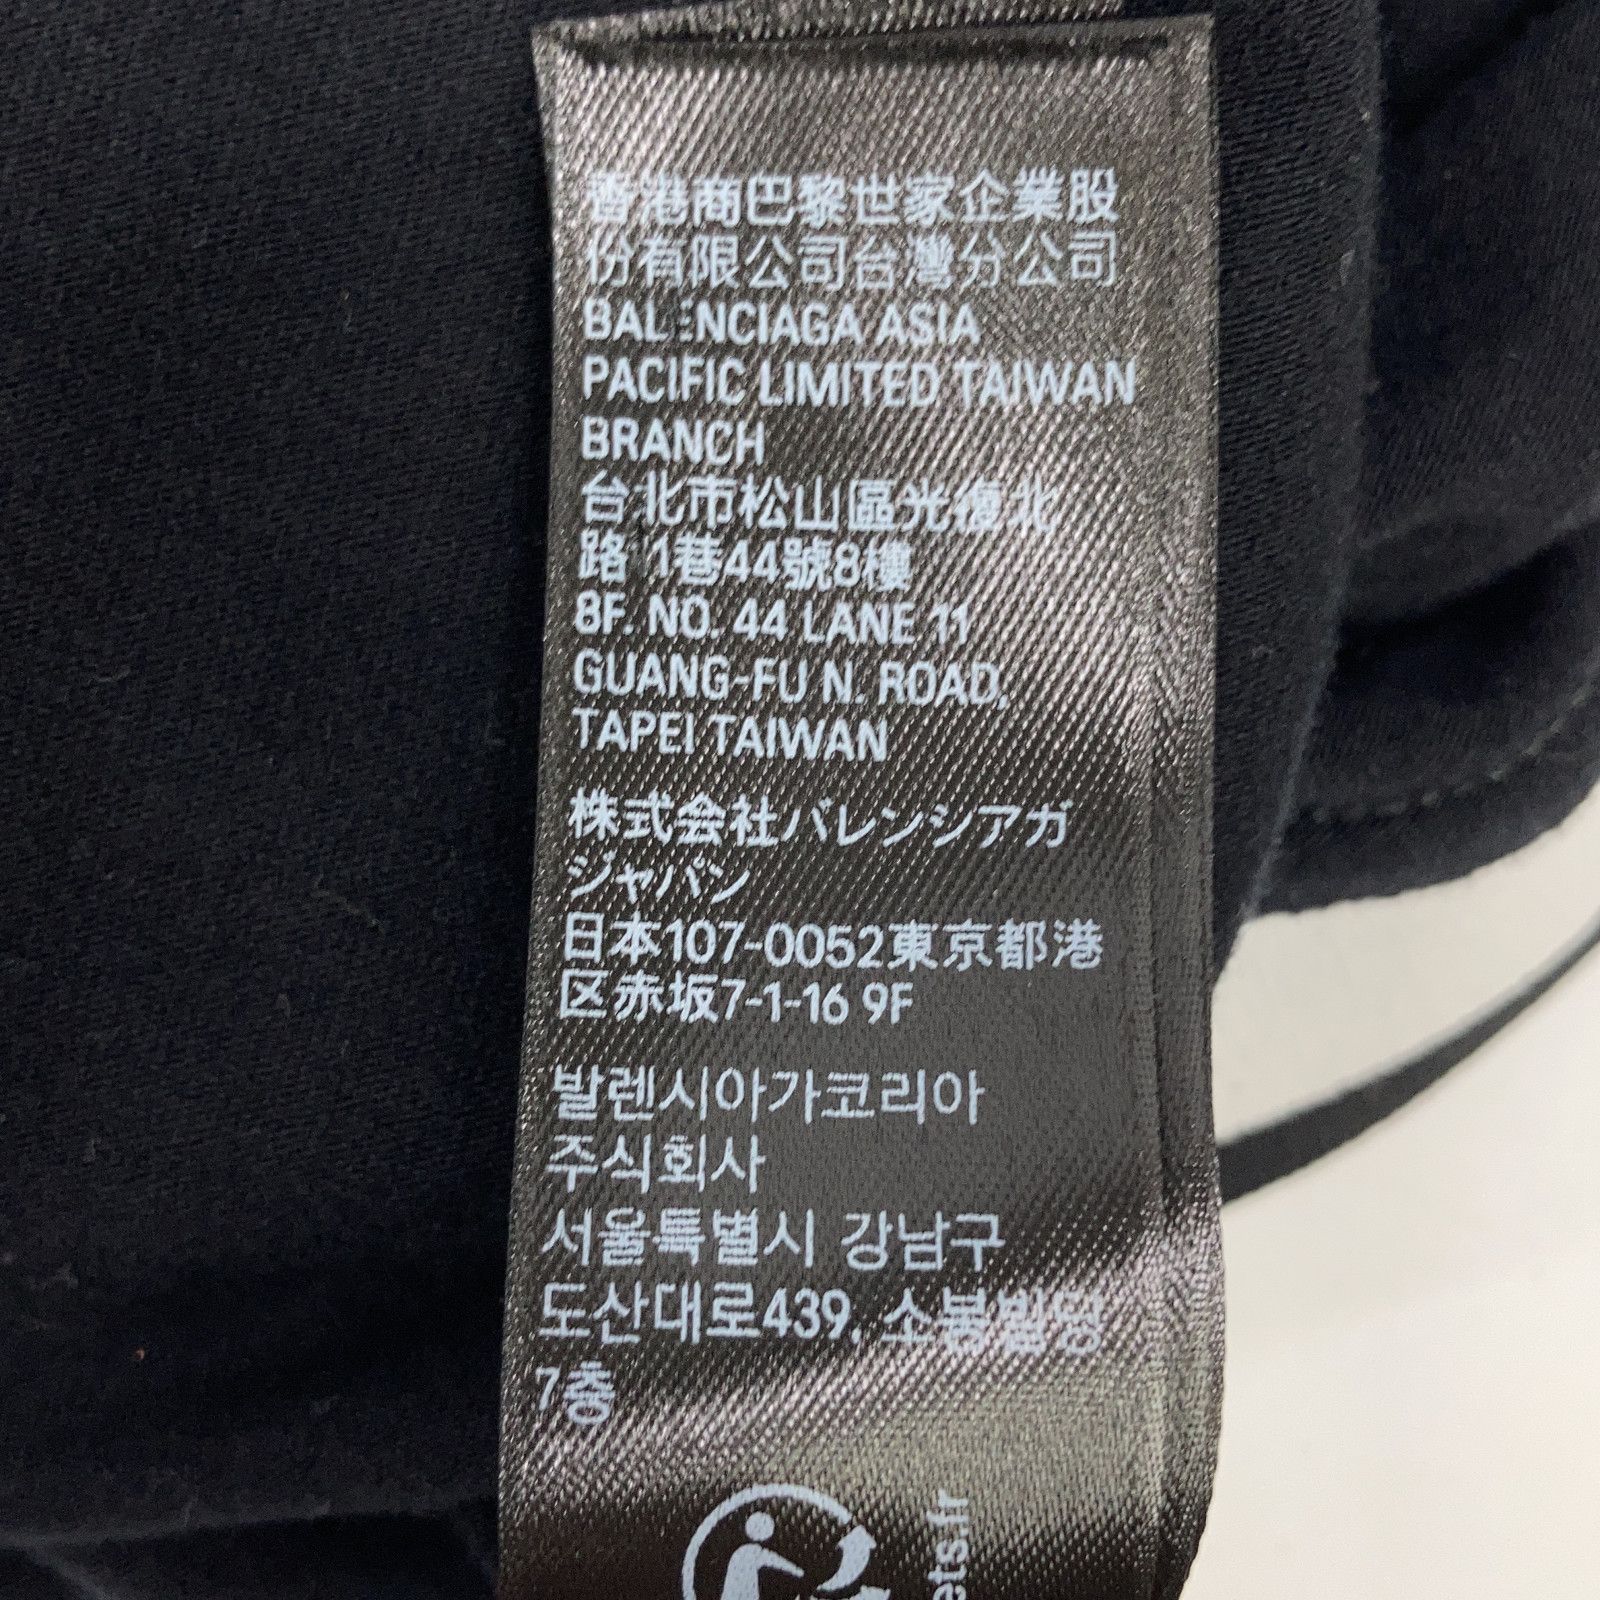 香港商巴黎世家企業股
份有限公司台灣分公司
BALENCIAGA ASIA
PACIFIC LIMITED TAIWAN
BRANCH
台北市松山區光復北
路11巷44號8樓
8F. NO. 44 LANE 11
GUANG-FU N. ROAD,
TAPEI TAIWAN
株式会社バレンシアガ
ジャパン
日本107-0052東京都港
区赤坂7-1-16 9F
발렌시아가코리아
주식회사
서울특별시 강남구
도산대로439, 소봉빌딩
7층
ets.fr